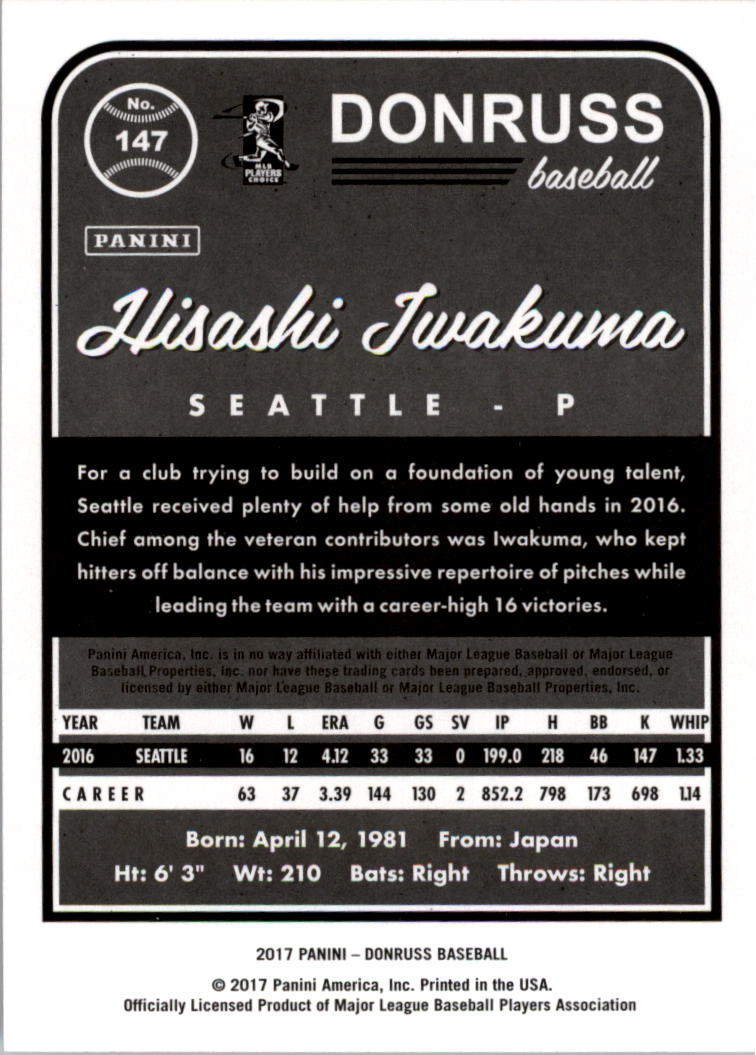 No.
147
MLB
PLAYERS
CHOICE
DONRUSS
baseball
PANINI
Hisashi Iwakuma
SEATTLE - P
For a club trying to build on a foundation of young talent,
Seattle received plenty of help from some old hands in 2016.
Chief among the veteran contributors was Iwakuma, who kept
hitters off balance with his impressive repertoire of pitches while
leading the team with a career-high 16 victories.
Panini America, Inc. is in no way affiliated with either Major League Baseball or Major League
Baseball Properties, Inc. nor have these trading cards been prepared, approved, endorsed, or
licensed by either Major League Baseball or Major League Baseball Properties, Inc.
YEAR TEAM W L ERA G GS SV IP H BB K WHIP
2016 SEATTLE 16 12 4.12 33 33 0 199.0 218 46 147 1.33
CAREER 63 37 3.39 144 130 2 852.2 798 173 698 1.14
Born: April 12, 1981 From: Japan
Ht: 6' 3" Wt: 210 Bats: Right Throws: Right
2017 PANINI – DONRUSS BASEBALL
© 2017 Panini America, Inc. Printed in the USA.
Officially Licensed Product of Major League Baseball Players Association